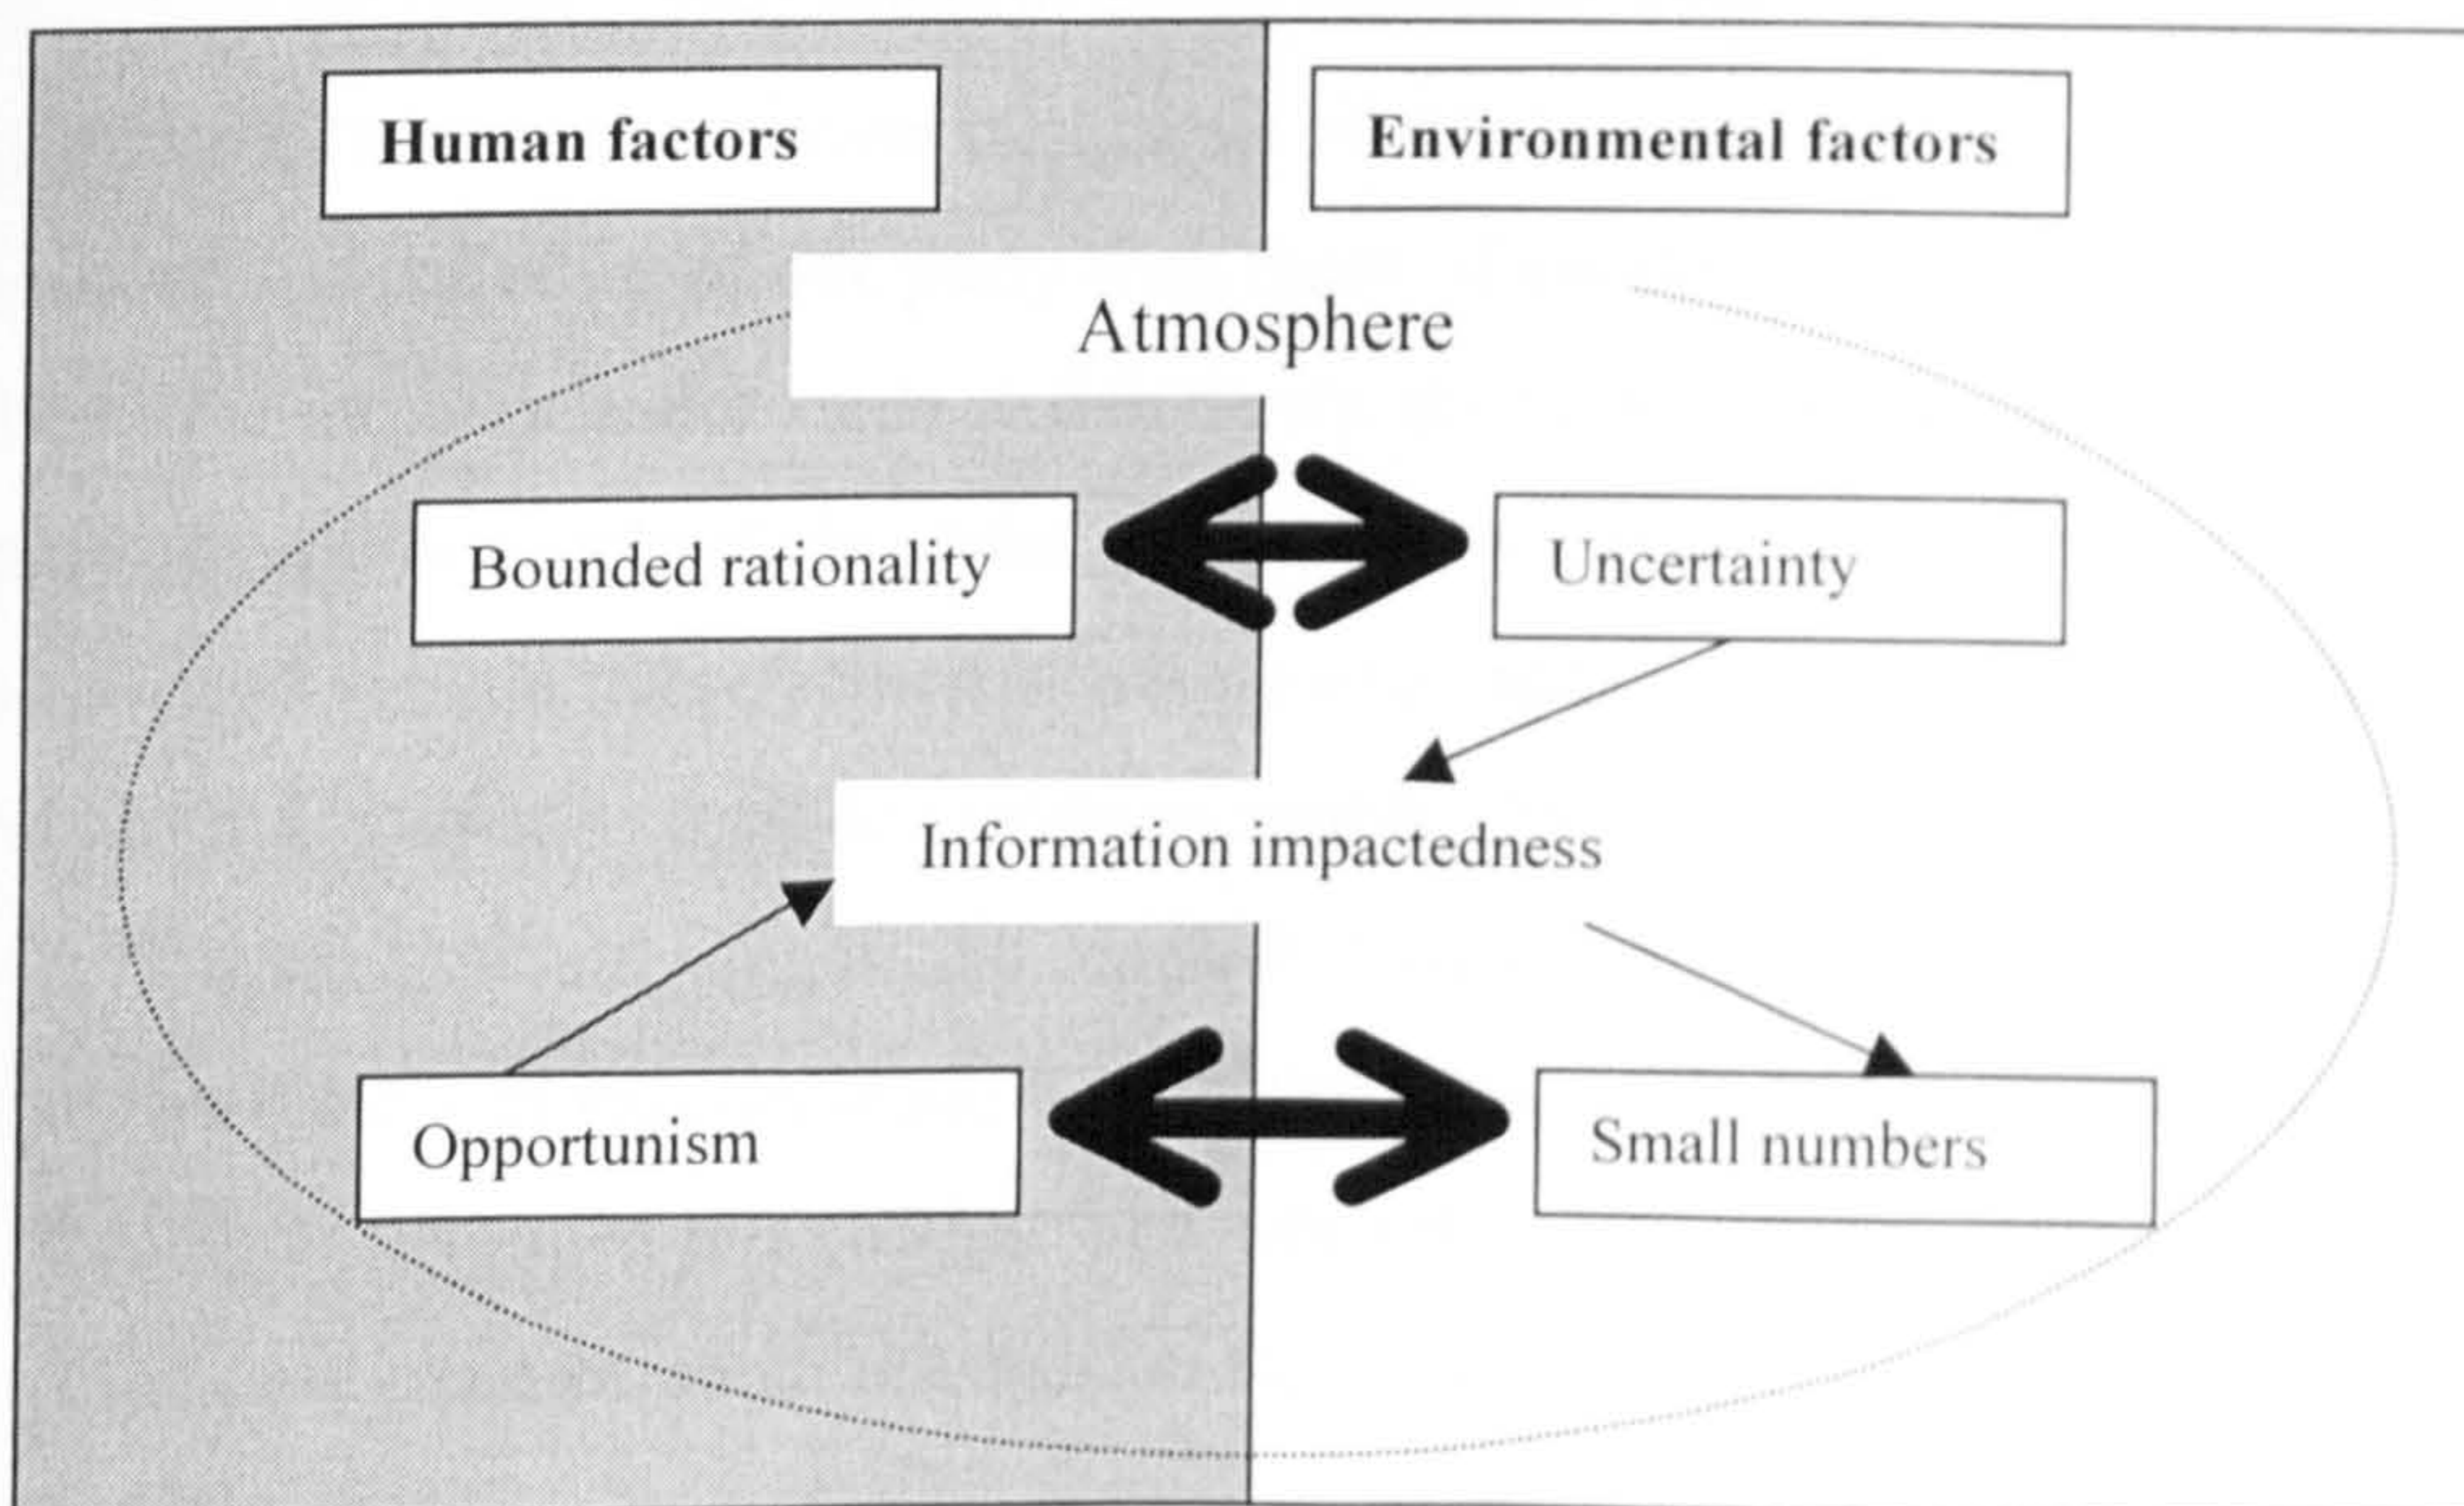 Human factors
Environmental factors
Atmosphere
Bounded rationality
Uncertainty
Information impactedness
Opportunism
Small numbers